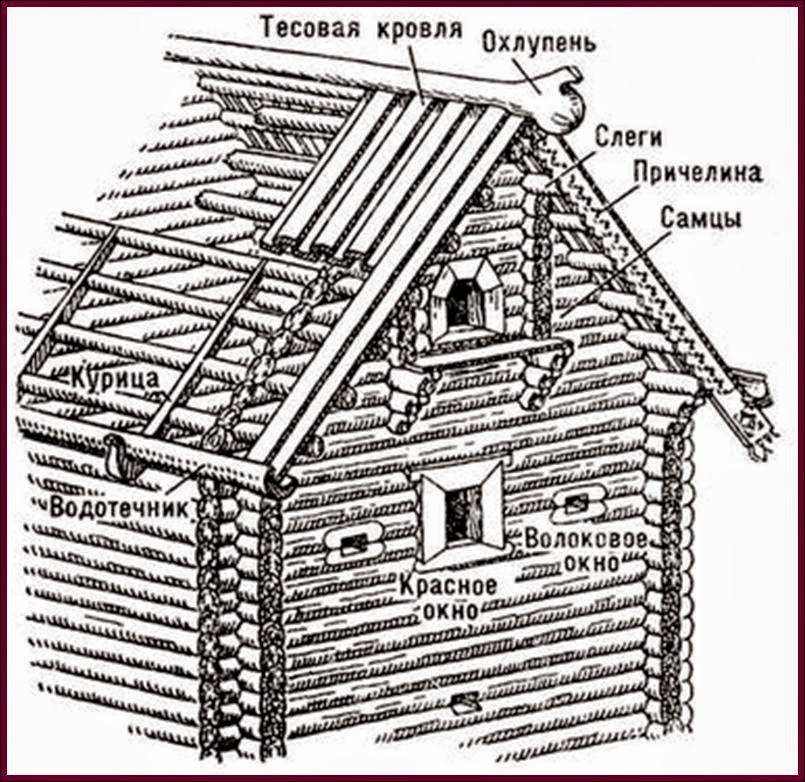 Тесовая кровля
Охлупень
Слеги
Причелина
Самцы
Курица
Водотечник
Волоковое
окно
Красное
окно